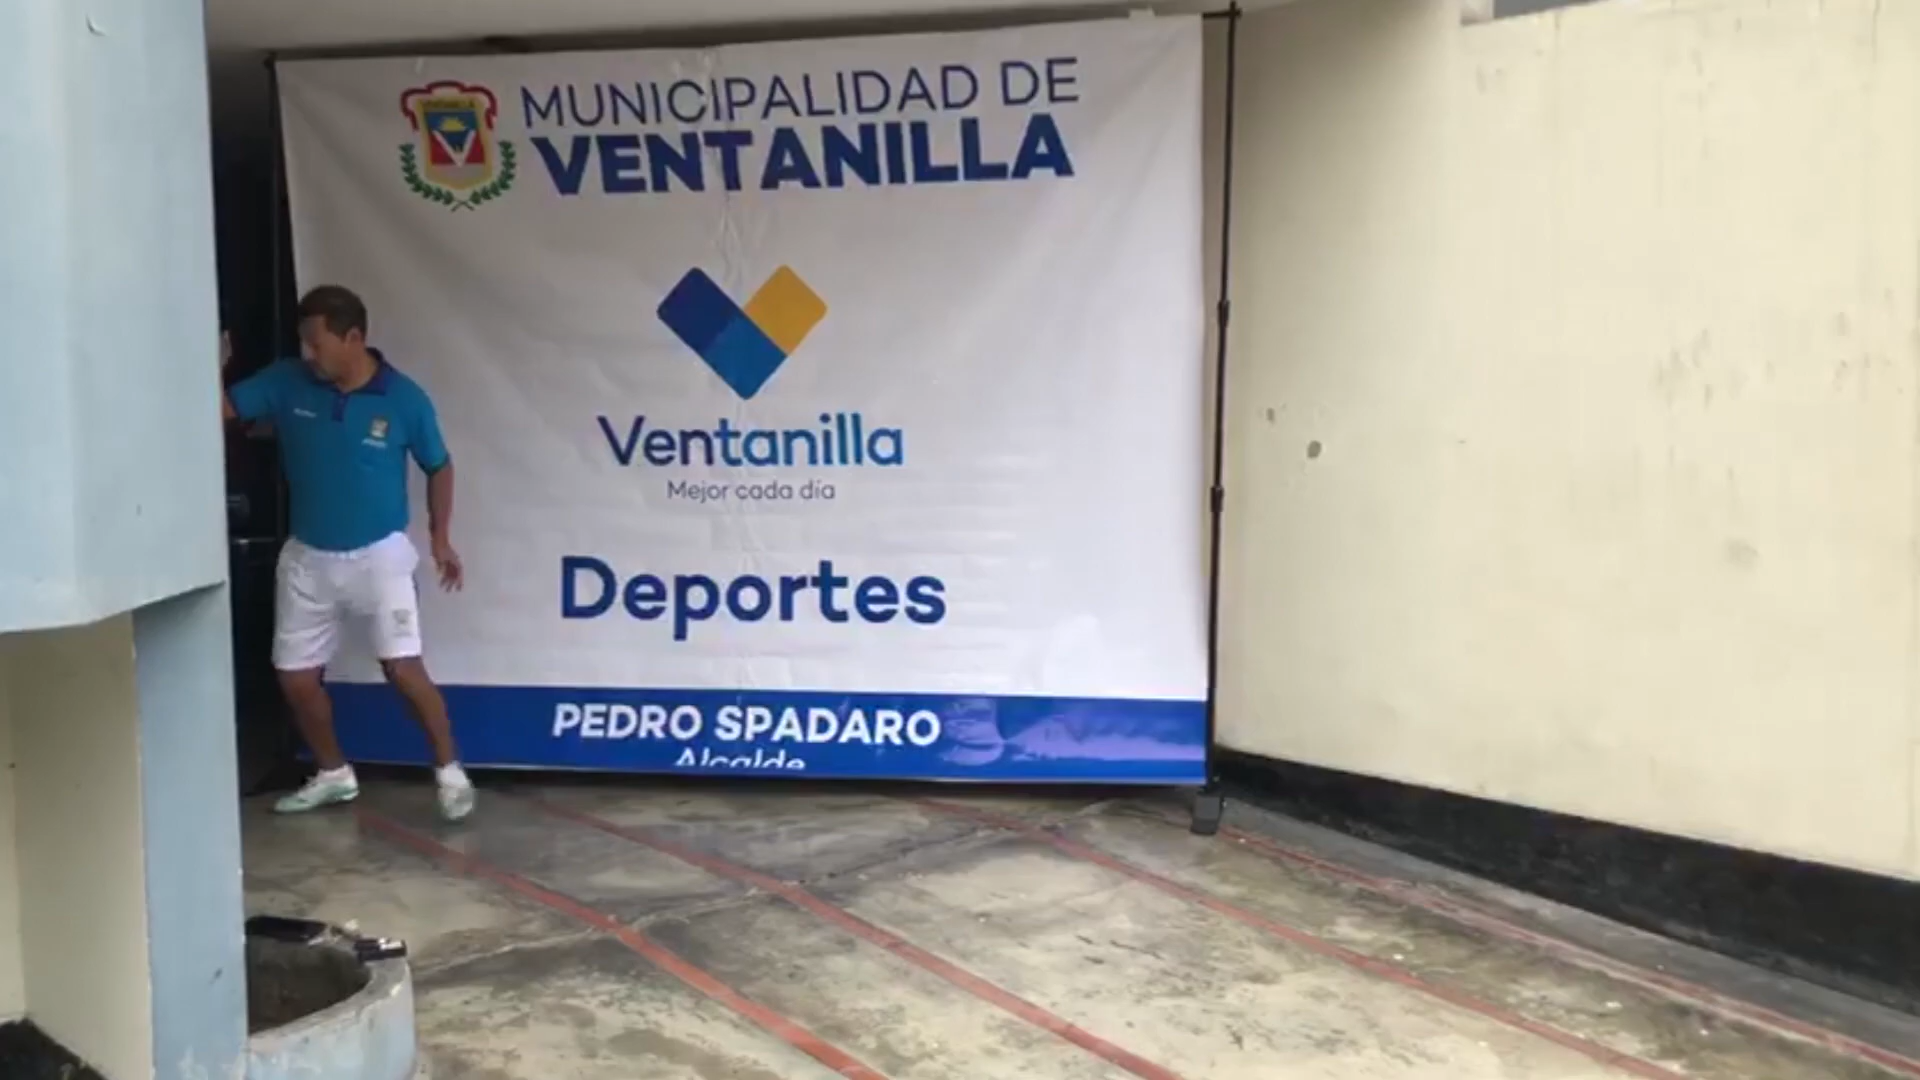 MUNICIPALIDAD DE
VENTANILLA
Ventanilla
Mejor cada día
Deportes
PEDRO SPADARO
Alcalde